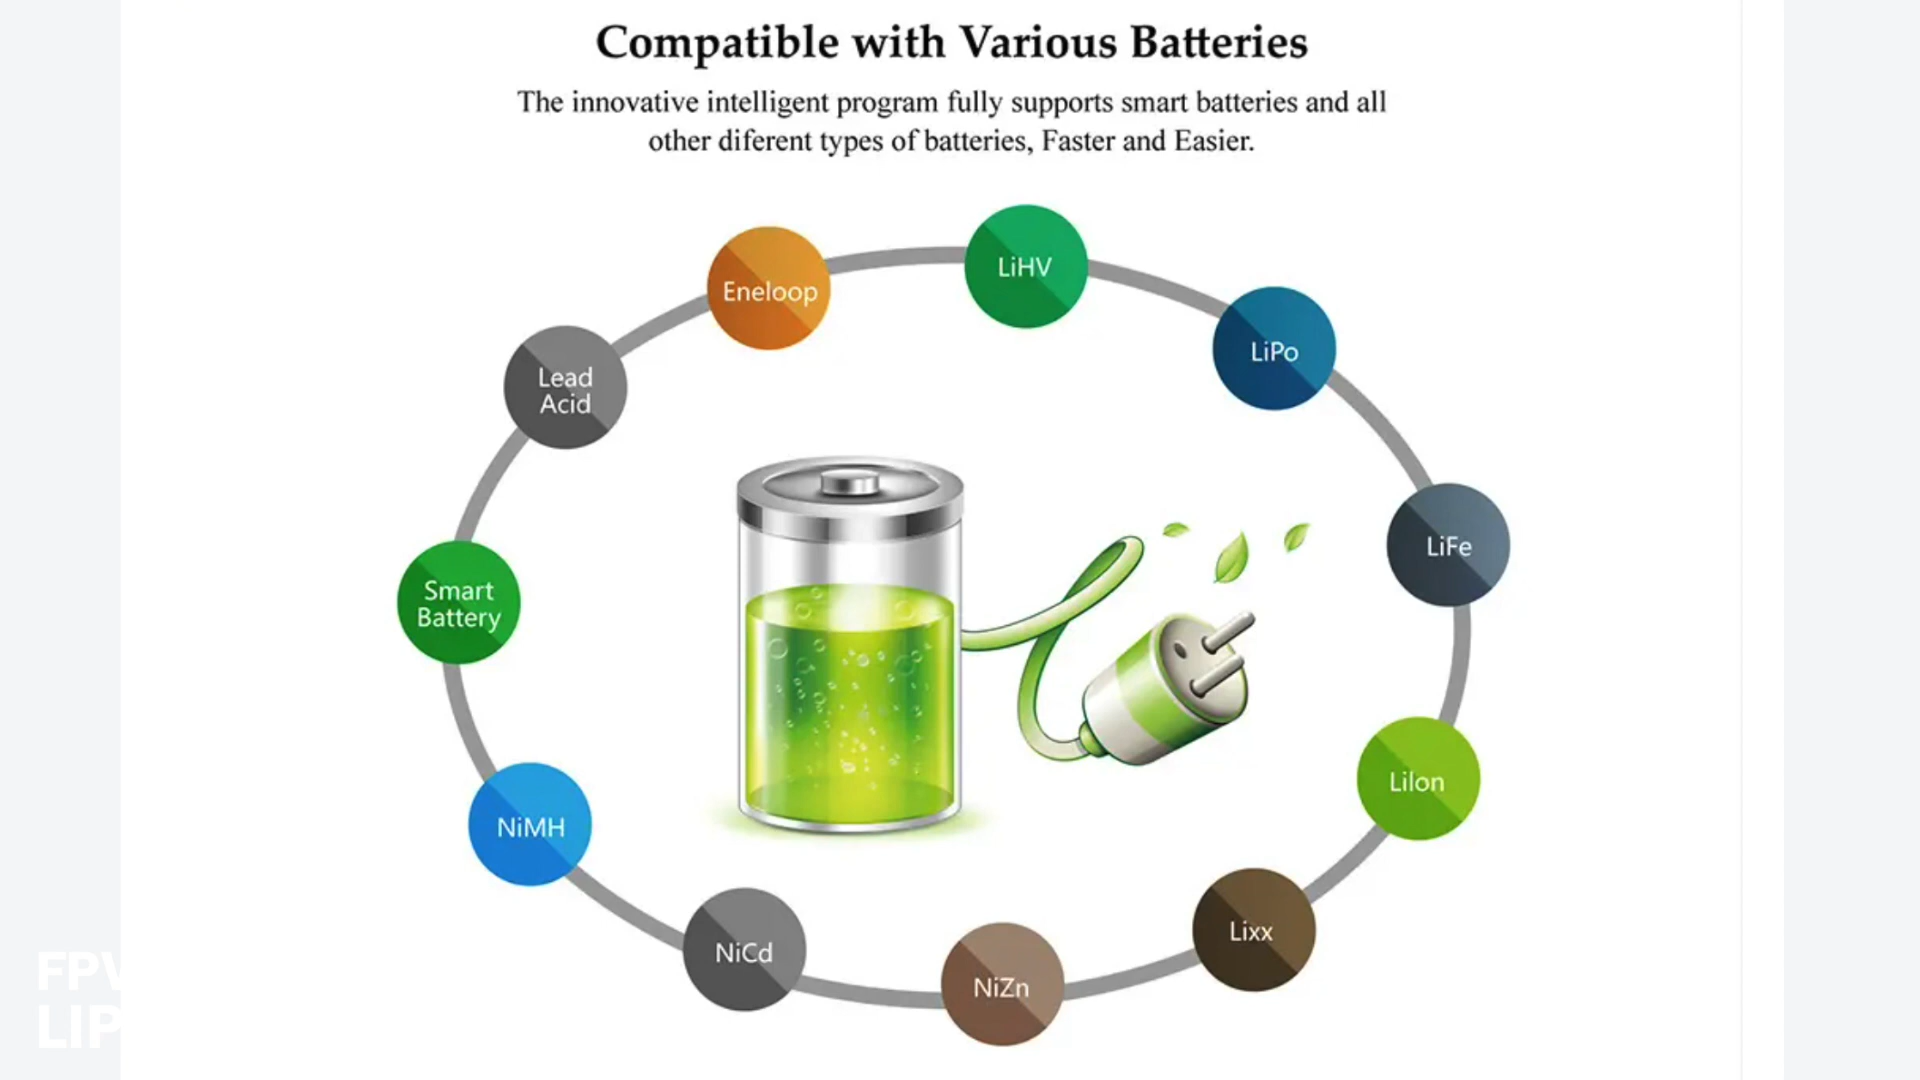 Compatible with Various Batteries
The innovative intelligent program fully supports smart batteries and all
other diferent types of batteries, Faster and Easier.
LiHV
Eneloop
LiPo
Lead
Acid
LiFe
Smart
Battery
LiIon
NiMH
Lixx
NiCd
NiZn